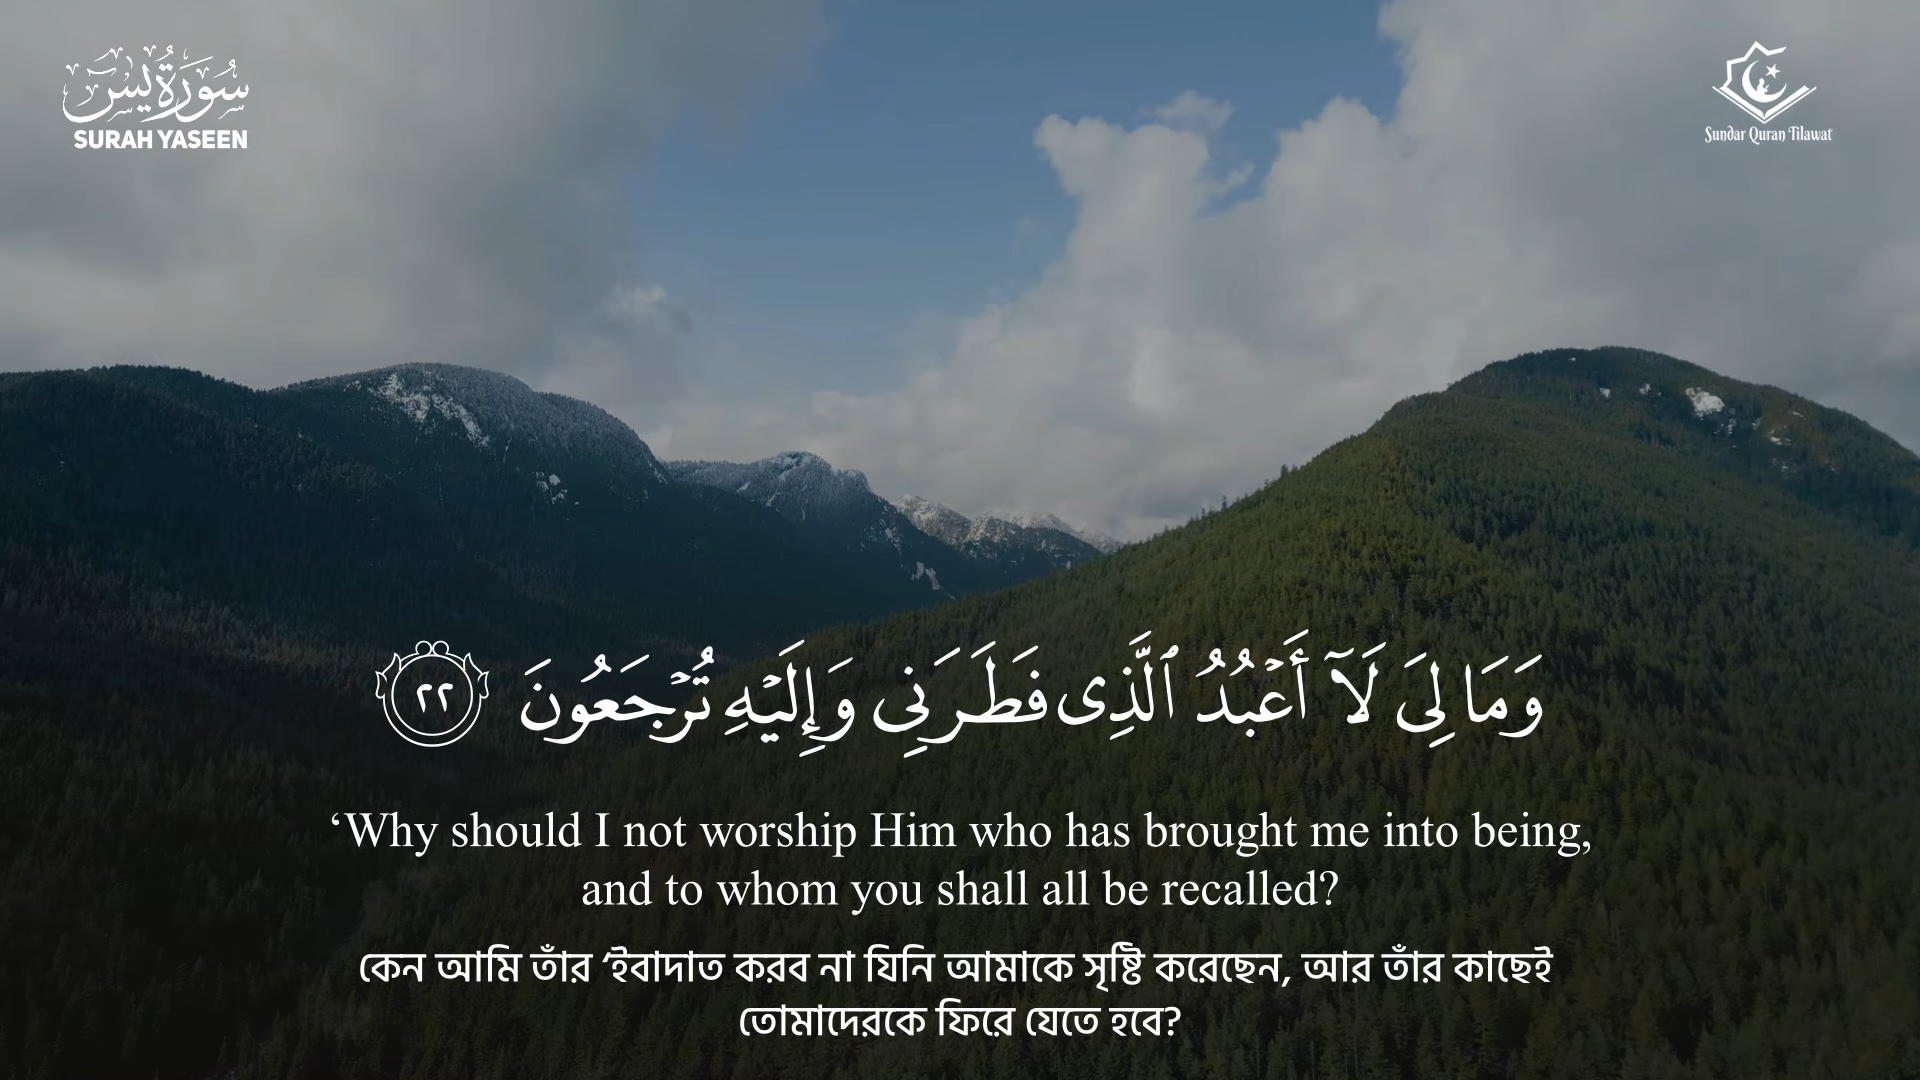 سُورَةُ يٰسٓ
SURAH YASEEN
Sundar Quran Tilawat
وَمَا لِىَ لَآ أَعْبُدُ ٱلَّذِى فَطَرَنِى وَإِلَيْهِ تُرْجَعُونَ ٢٢
‘Why should I not worship Him who has brought me into being,
and to whom you shall all be recalled?
কেন আমি তাঁর ‘ইবাদাত করব না যিনি আমাকে সৃষ্টি করেছেন, আর তাঁর কাছেই
তোমাদেরকে ফিরে যেতে হবে?